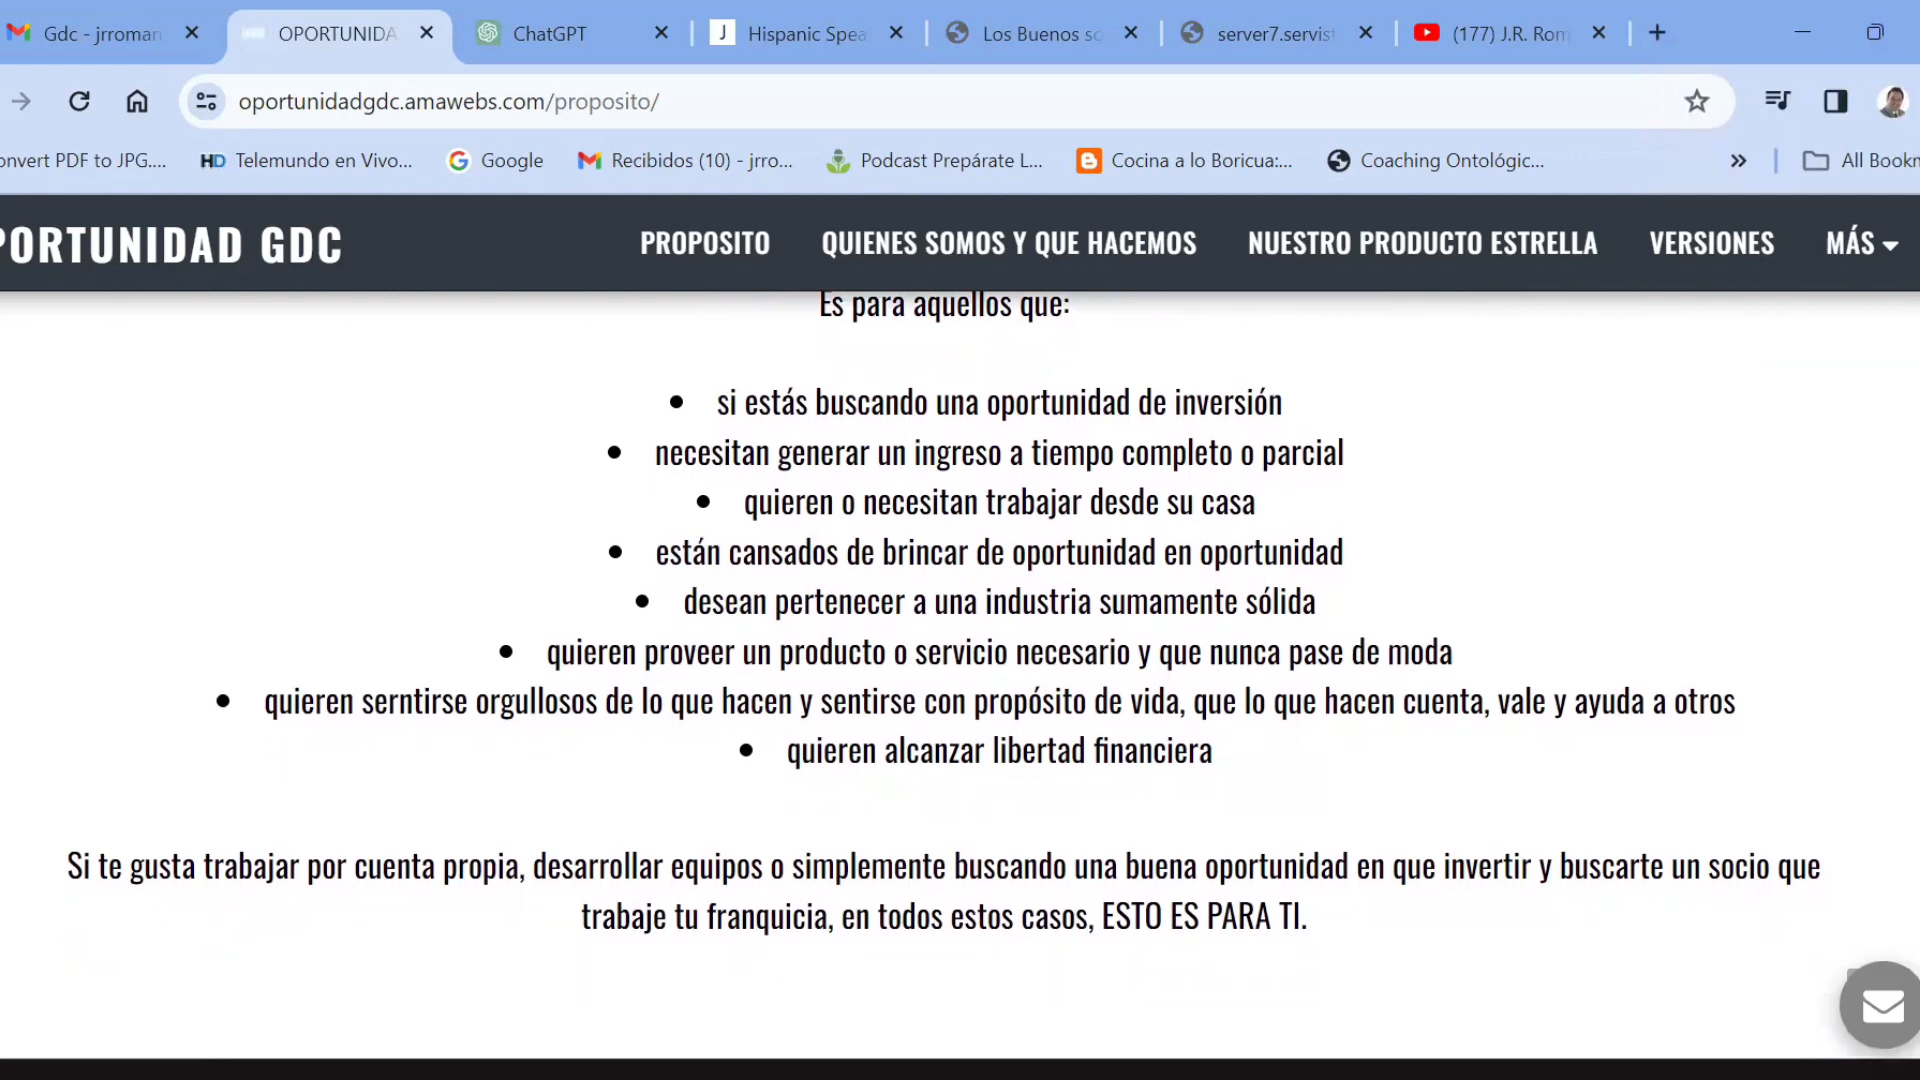 Gdc - jrroman
OPORTUNIDA
ChatGPT
Hispanic Spea
Los Buenos so
server7.servist
(177) J.R. Rom
oportunidadgdc.amawebs.com/proposito/
onvert PDF to JPG....
HD Telemundo en Vivo...
Google
Recibidos (10) - jrro...
Podcast Prepárate L...
Cocina a lo Boricua:...
Coaching Ontológic...
All Bookm
PORTUNIDAD GDC
PROPOSITO
QUIENES SOMOS Y QUE HACEMOS
NUESTRO PRODUCTO ESTRELLA
VERSIONES
MÁS
Es para aquellos que:
• si estás buscando una oportunidad de inversión
• necesitan generar un ingreso a tiempo completo o parcial
• quieren o necesitan trabajar desde su casa
• están cansados de brincar de oportunidad en oportunidad
• desean pertenecer a una industria sumamente sólida
• quieren proveer un producto o servicio necesario y que nunca pase de moda
• quieren serntirse orgullosos de lo que hacen y sentirse con propósito de vida, que lo que hacen cuenta, vale y ayuda a otros
• quieren alcanzar libertad financiera
Si te gusta trabajar por cuenta propia, desarrollar equipos o simplemente buscando una buena oportunidad en que invertir y buscarte un socio que
trabaje tu franquicia, en todos estos casos, ESTO ES PARA TI.